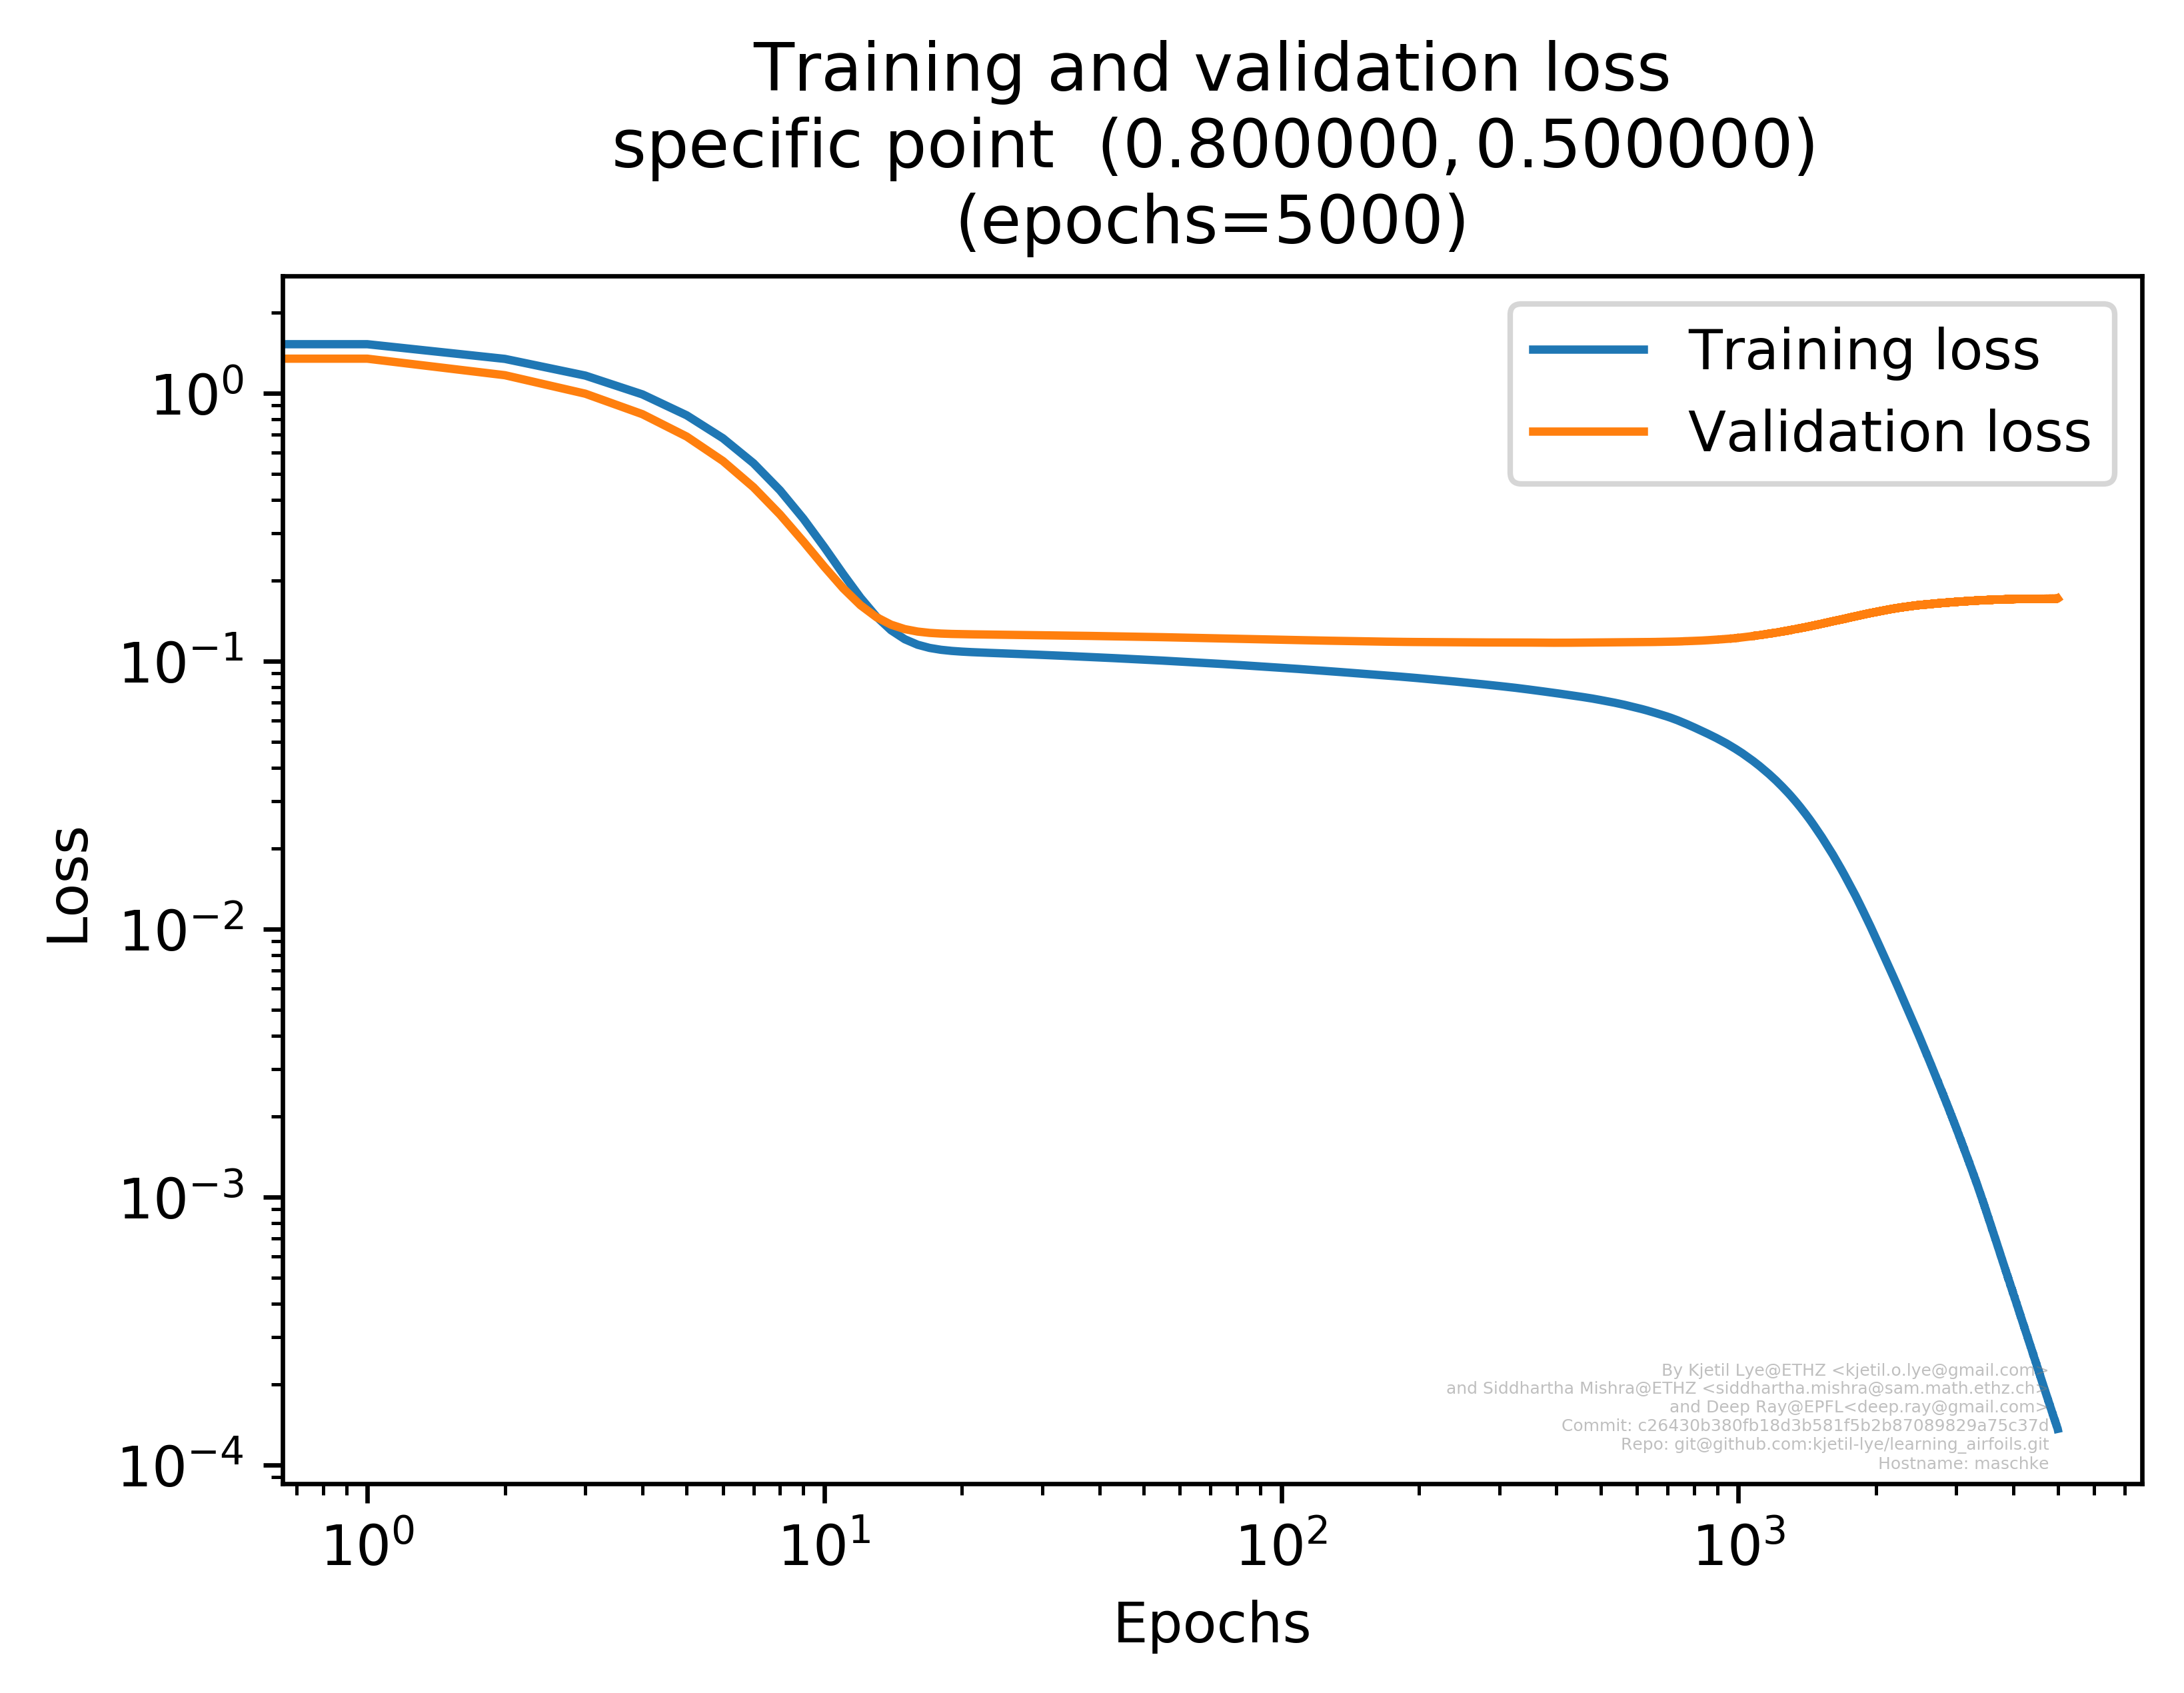 Training and validation loss
specific point (0.800000, 0.500000)
(epochs=5000)
Training loss
Validation loss
10^0
10^-1
10^-2
10^-3
10^-4
Loss
By Kjetil Lye@ETHZ <kjetil.o.lye@gmail.com>
and Siddhartha Mishra@ETHZ <siddhartha.mishra@sam.math.ethz.ch>
and Deep Ray@EPFL<deep.ray@gmail.com>
Commit: c26430b380fb18d3b581f5b2b87089829a75c37d
Repo: git@github.com:kjetil-lye/learning_airfoils.git
Hostname: maschke
10^0 10^1 10^2 10^3
Epochs